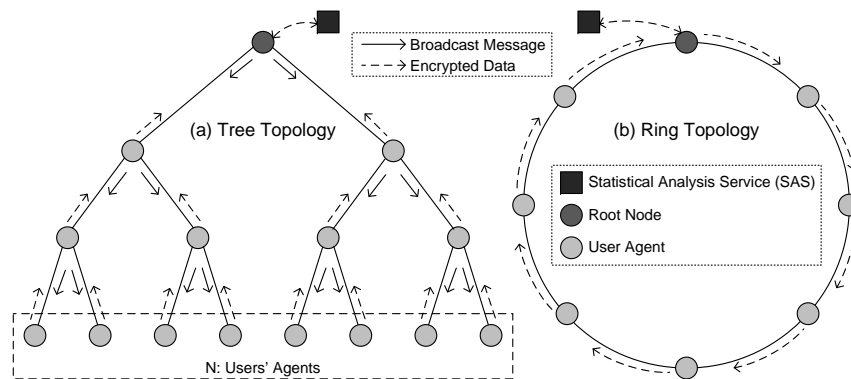 Broadcast Message
Encrypted Data
(a) Tree Topology
(b) Ring Topology
Statistical Analysis Service (SAS)
Root Node
User Agent
N: Users' Agents